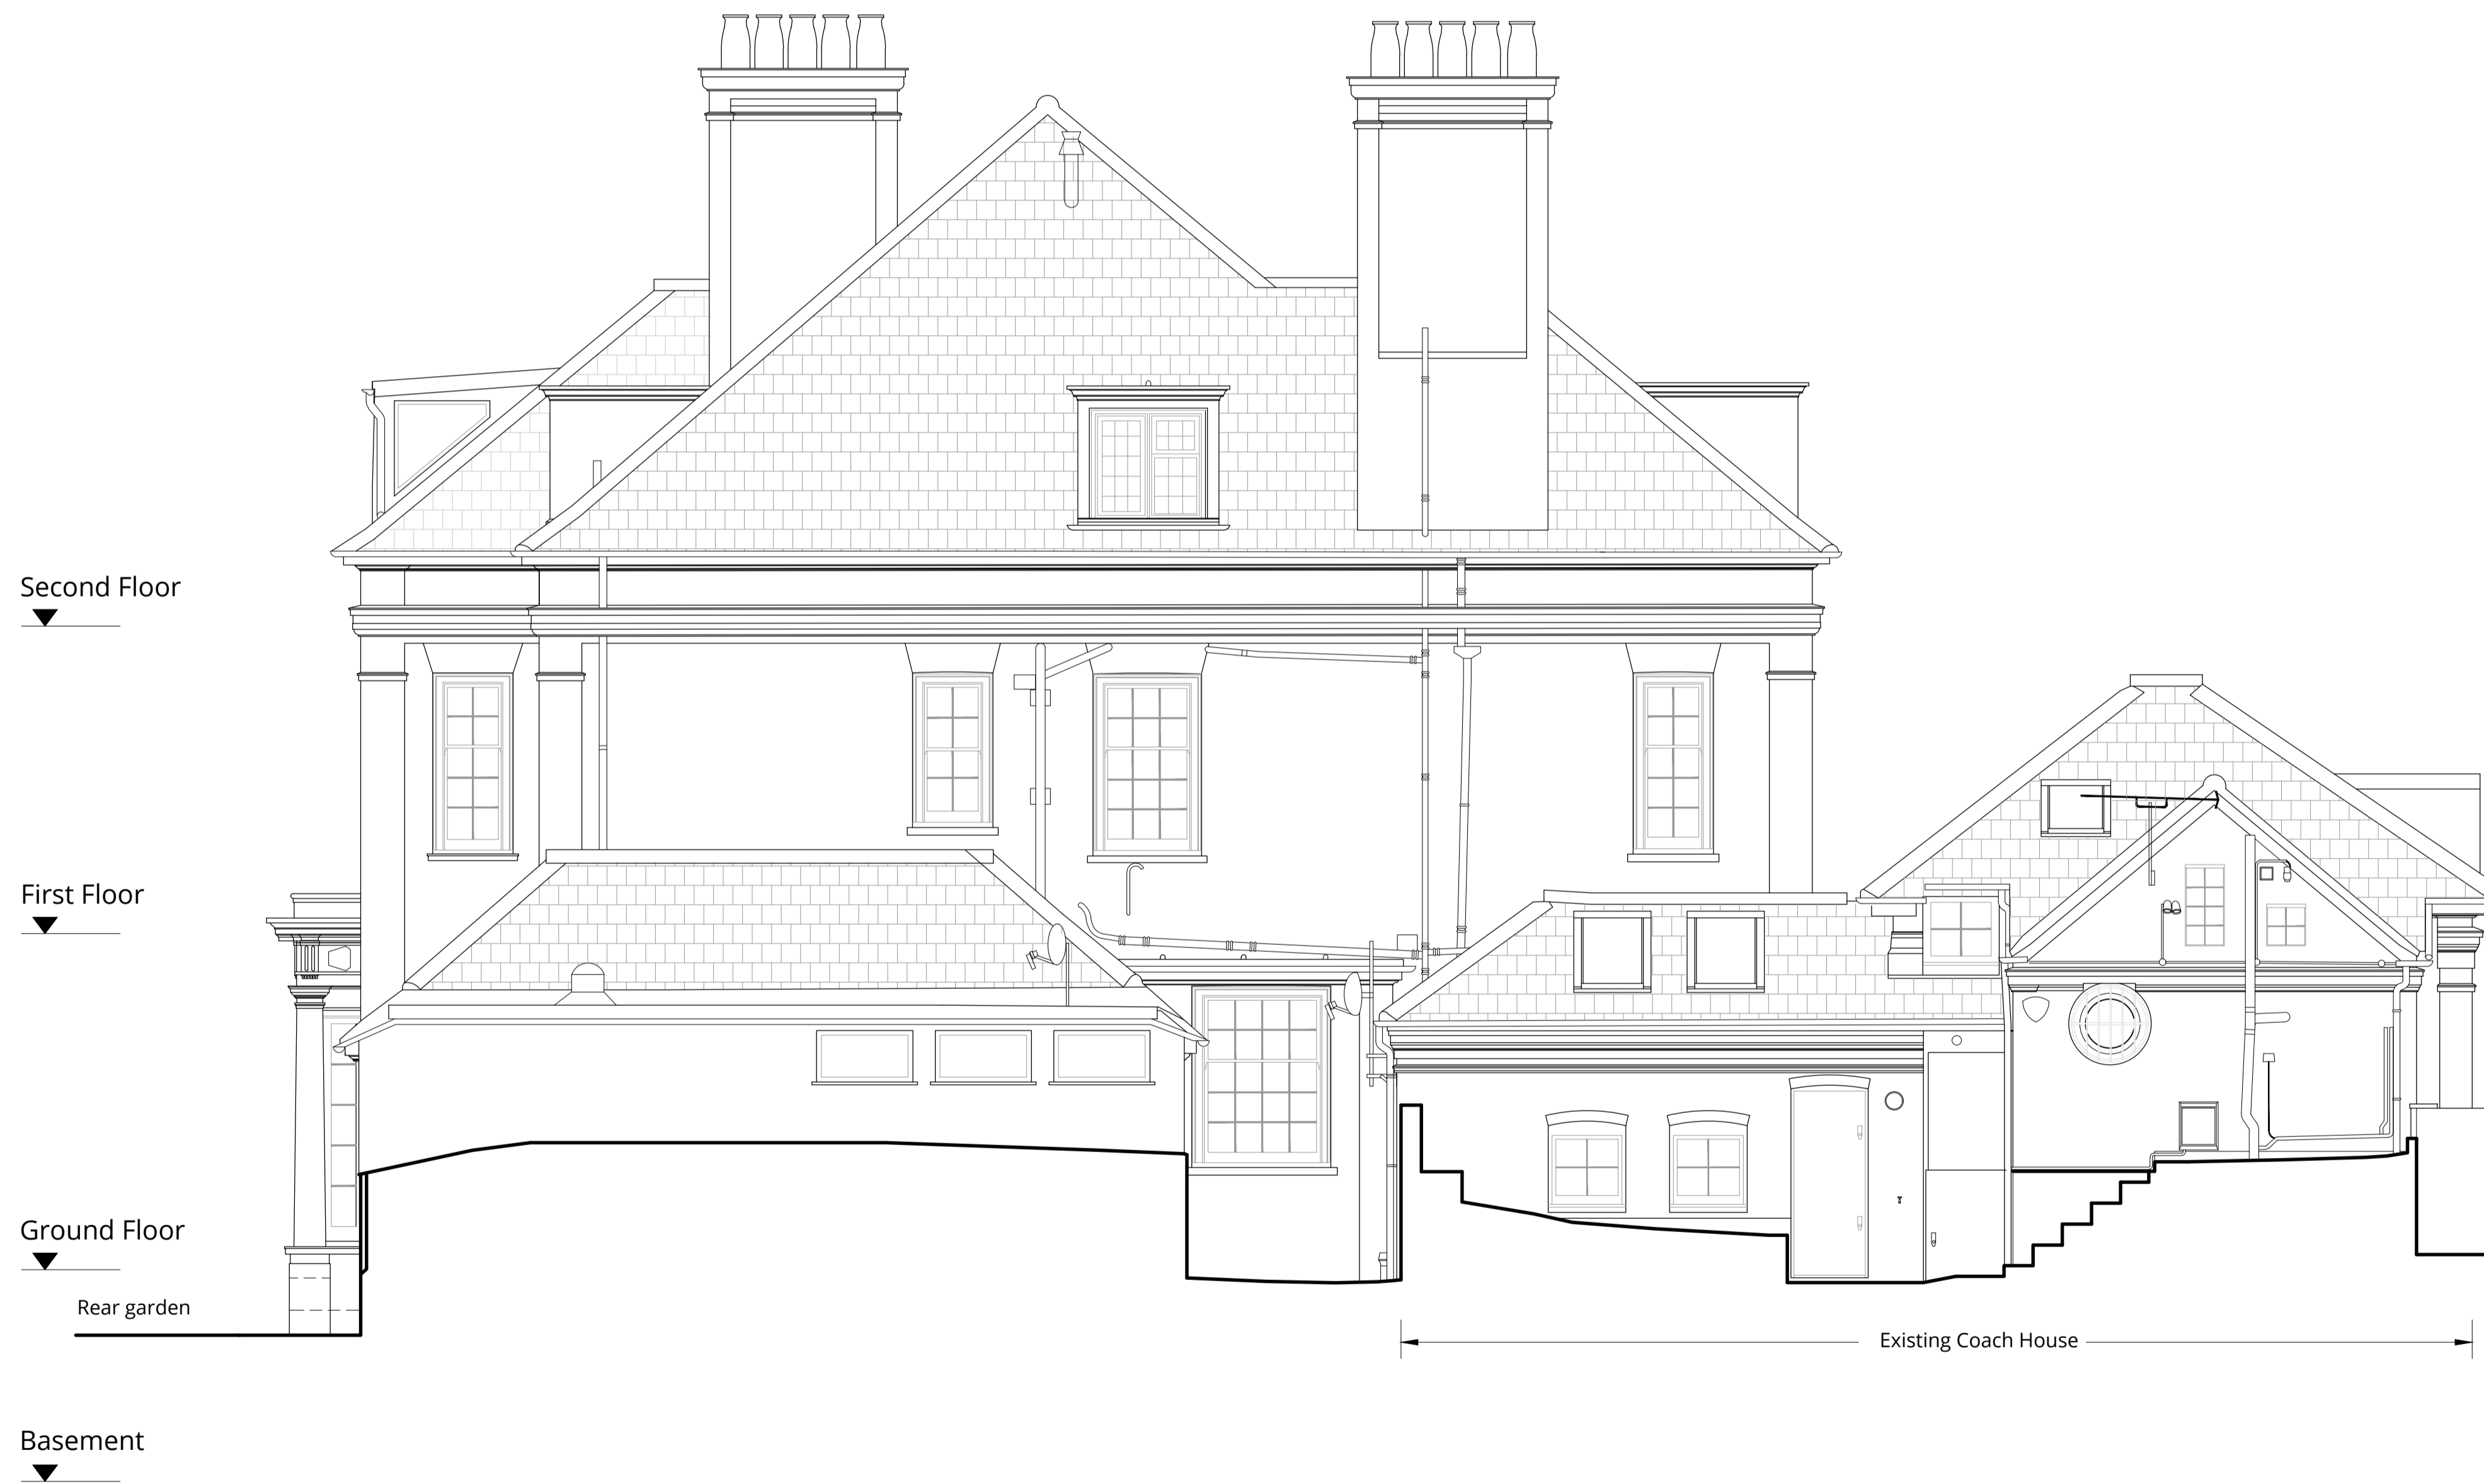 Second Floor
First Floor
Ground Floor
Rear garden
Existing Coach House
Basement